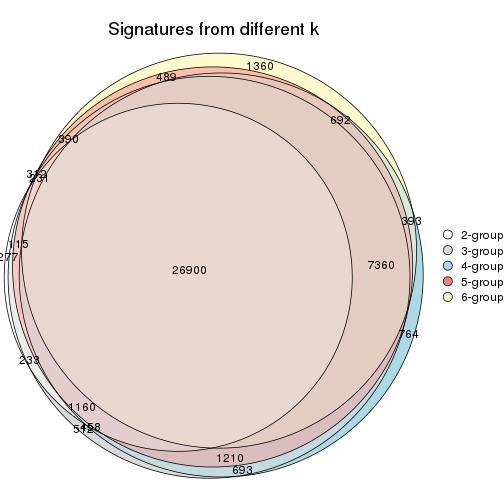 Signatures from different k
1360
489
692
390
231
393
115
277
7360
26900
764
233
1160
1210
693
2-group
3-group
4-group
5-group
6-group